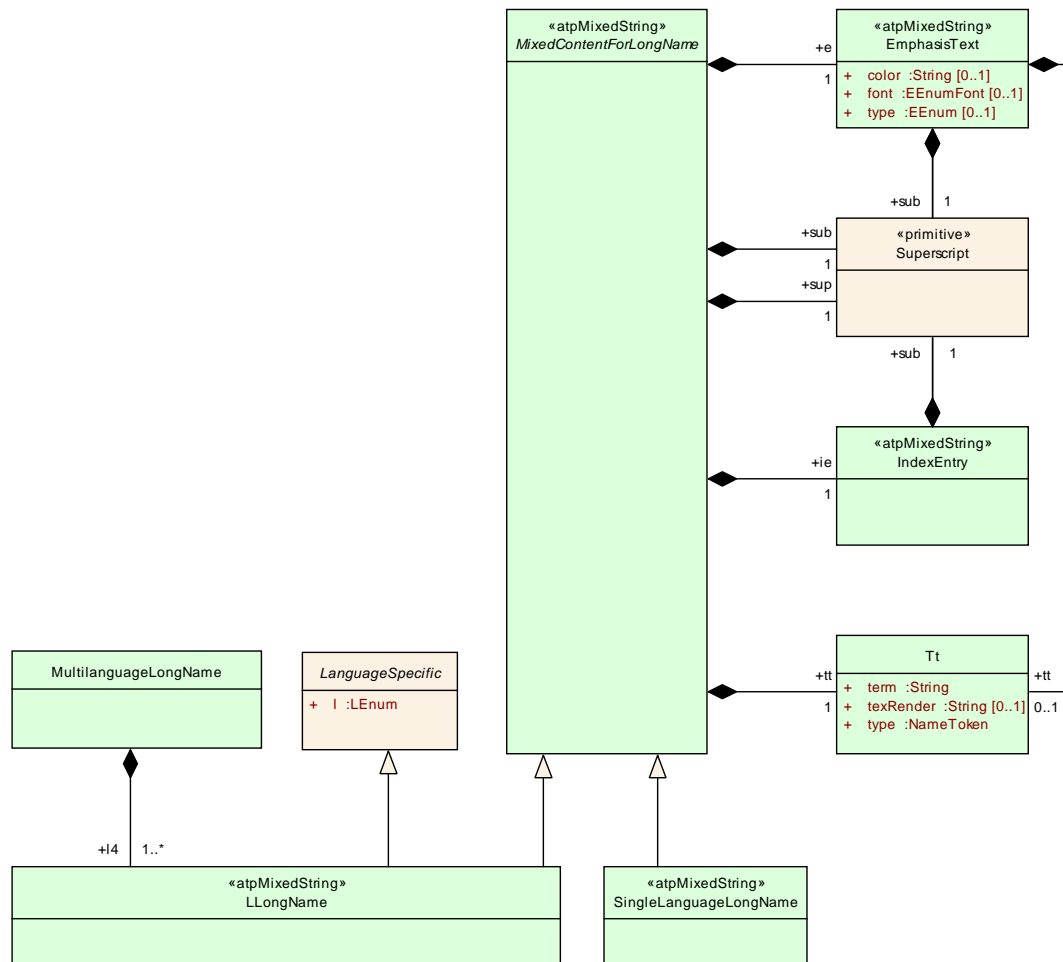 «atpMixedString»
MixedContentForLongName
«atpMixedString»
EmphasisText
+ color :String [0..1]
+ font :EEnumFont [0..1]
+ type :EEnum [0..1]
+e
1
+sub 1
«primitive»
Superscript
+sub
1
+sup
1
+sub 1
«atpMixedString»
IndexEntry
+ie
1
Tt
+ term :String
+ texRender :String [0..1]
+ type :NameToken
+tt
1
+tt
0..1
MultilanguageLongName
LanguageSpecific
+ l :LEnum
+l4 1..*
«atpMixedString»
LLongName
«atpMixedString»
SingleLanguageLongName